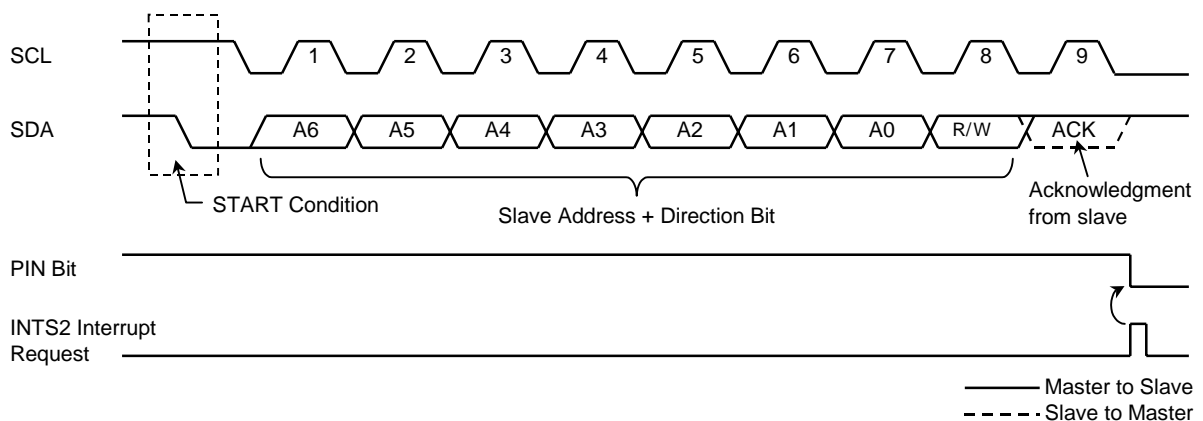 SCL 1 2 3 4 5 6 7 8 9
SDA A6 A5 A4 A3 A2 A1 A0 R/W ACK
START Condition
Slave Address + Direction Bit
Acknowledgment
from slave
PIN Bit
INTS2 Interrupt
Request
Master to Slave
Slave to Master